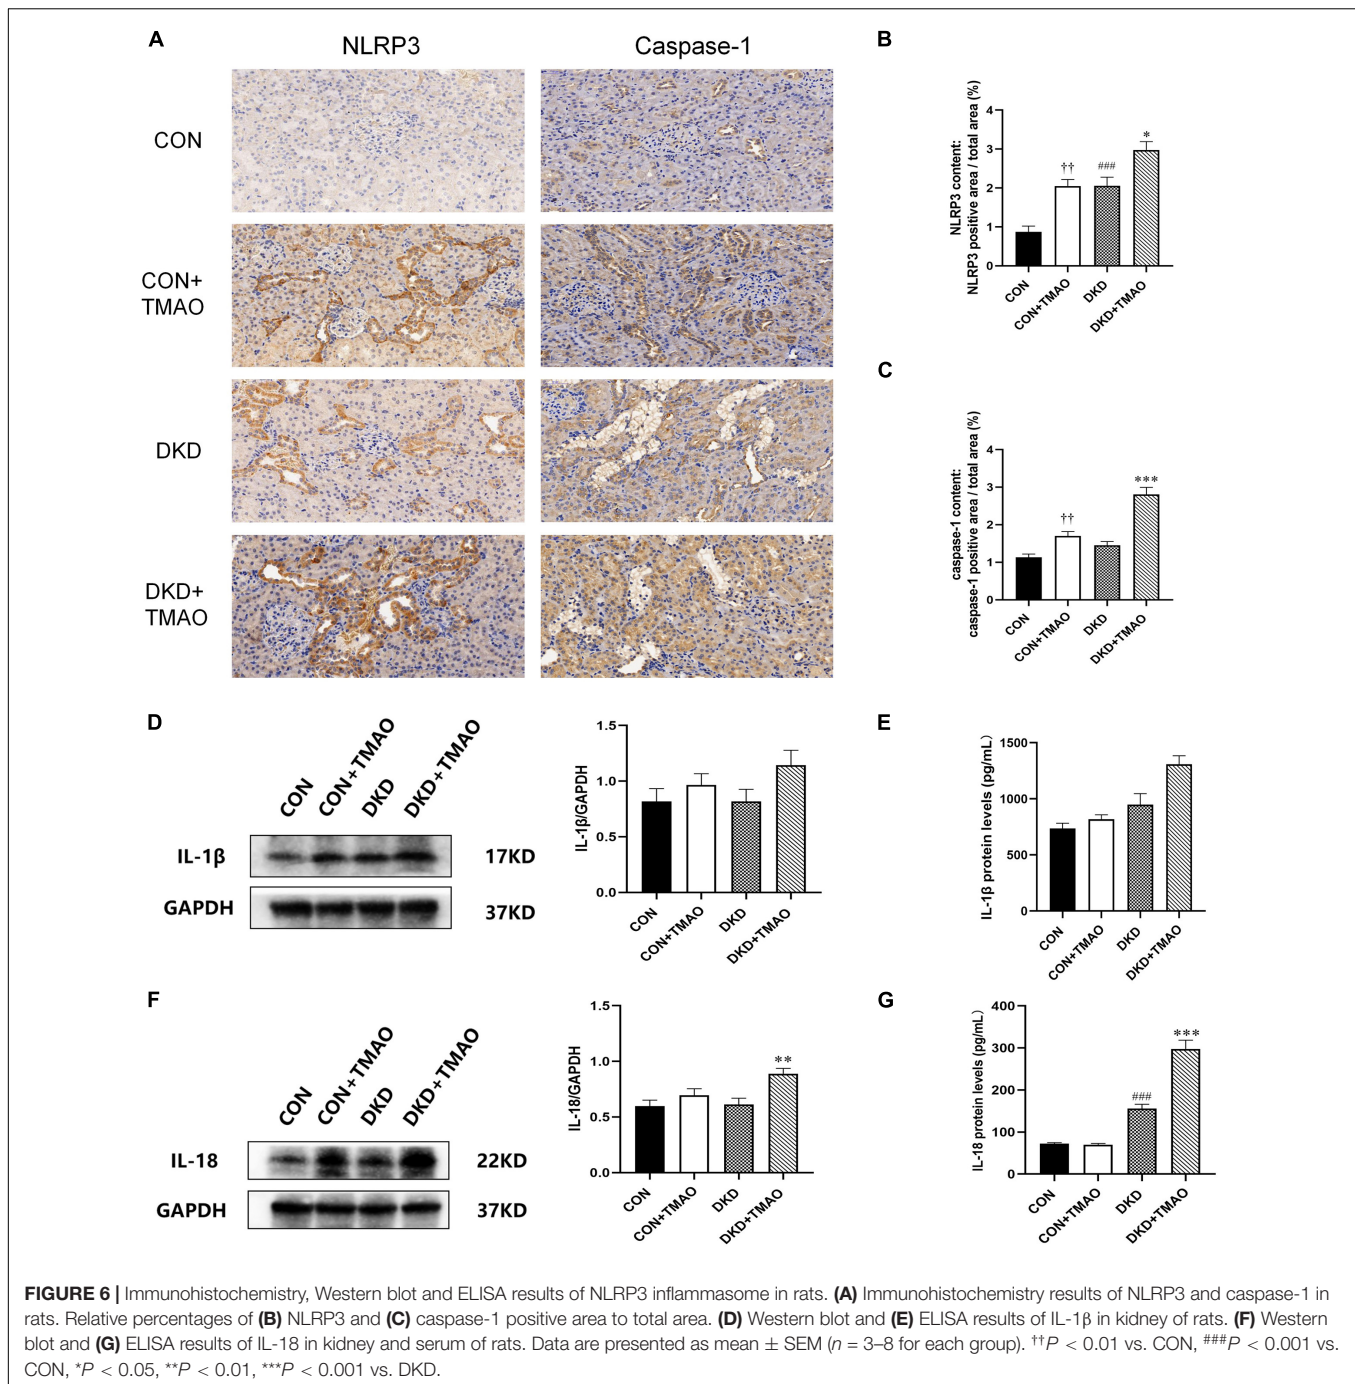 A
NLRP3
Caspase-1
CON
CON+
TMAO
DKD
DKD+
TMAO
B
NLRP3 content:
NLRP3 positive area / total area (%)
4
3
2
1
0
††
###
*
CON
CON+TMAO
DKD
DKD+TMAO
C
caspase-1 content:
caspase-1 positive area / total area (%)
4
3
2
1
0
††
***
CON
CON+TMAO
DKD
DKD+TMAO
D
CON
CON+TMAO
DKD
DKD+TMAO
IL-1β
17KD
GAPDH
37KD
IL-1β/GAPDH
1.5
1.0
0.5
0.0
CON
CON+TMAO
DKD
DKD+TMAO
E
IL-1β protein levels (pg/mL)
1500
1000
500
0
CON
CON+TMAO
DKD
DKD+TMAO
F
CON
CON+TMAO
DKD
DKD+TMAO
IL-18
22KD
GAPDH
37KD
IL-18/GAPDH
1.5
1.0
0.5
0.0
**
CON
CON+TMAO
DKD
DKD+TMAO
G
IL-18 protein levels (pg/mL)
400
300
200
100
0
###
***
CON
CON+TMAO
DKD
DKD+TMAO
FIGURE 6 | Immunohistochemistry, Western blot and ELISA results of NLRP3 inflammasome in rats. (A) Immunohistochemistry results of NLRP3 and caspase-1 in
rats. Relative percentages of (B) NLRP3 and (C) caspase-1 positive area to total area. (D) Western blot and (E) ELISA results of IL-1β in kidney of rats. (F) Western
blot and (G) ELISA results of IL-18 in kidney and serum of rats. Data are presented as mean ± SEM (n = 3–8 for each group). ††P < 0.01 vs. CON, ###P < 0.001 vs.
CON, *P < 0.05, **P < 0.01, ***P < 0.001 vs. DKD.